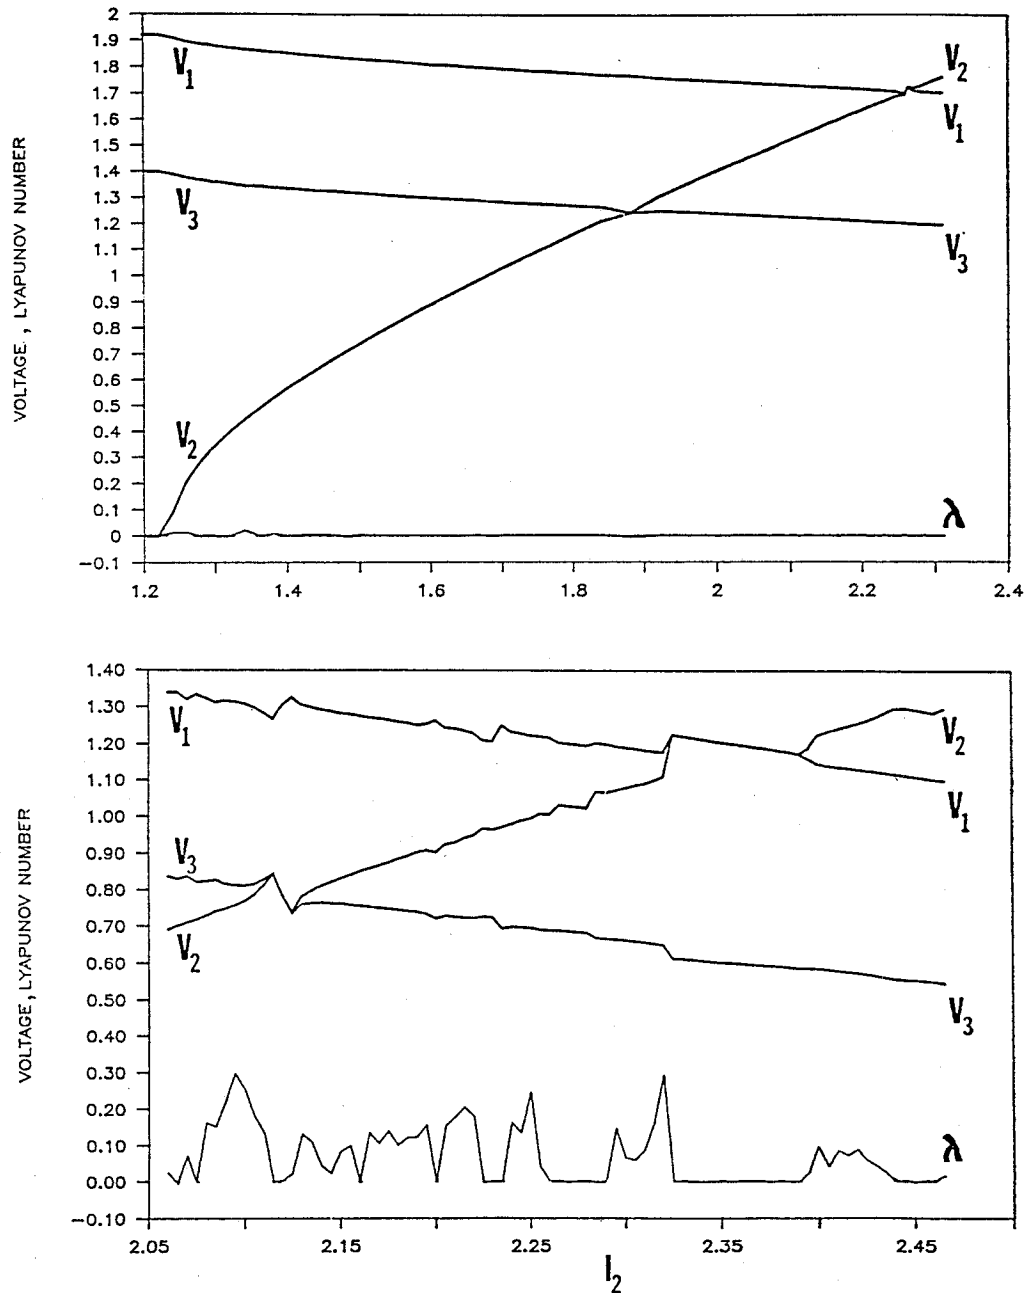 2
1.9
1.8
1.7
1.6
1.5
1.4
1.3
1.2
1.1
1
0.9
0.8
0.7
0.6
0.5
0.4
0.3
0.2
0.1
0
−0.1
VOLTAGE, LYAPUNOV NUMBER
V₁
V₃
V₂
V₂
V₁
V₃
λ
1.2 1.4 1.6 1.8 2 2.2 2.4
1.40
1.30
1.20
1.10
1.00
0.90
0.80
0.70
0.60
0.50
0.40
0.30
0.20
0.10
0.00
−0.10
VOLTAGE, LYAPUNOV NUMBER
V₁
V₃
V₂
V₂
V₁
V₃
λ
2.05 2.15 2.25 2.35 2.45
I₂